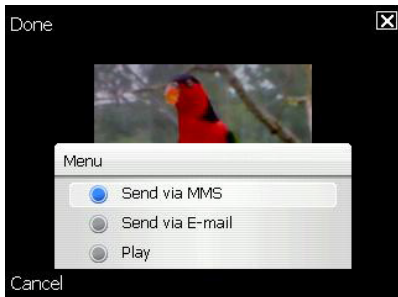 Done
Menu
Send via MMS
Send via E-mail
Play
Cancel